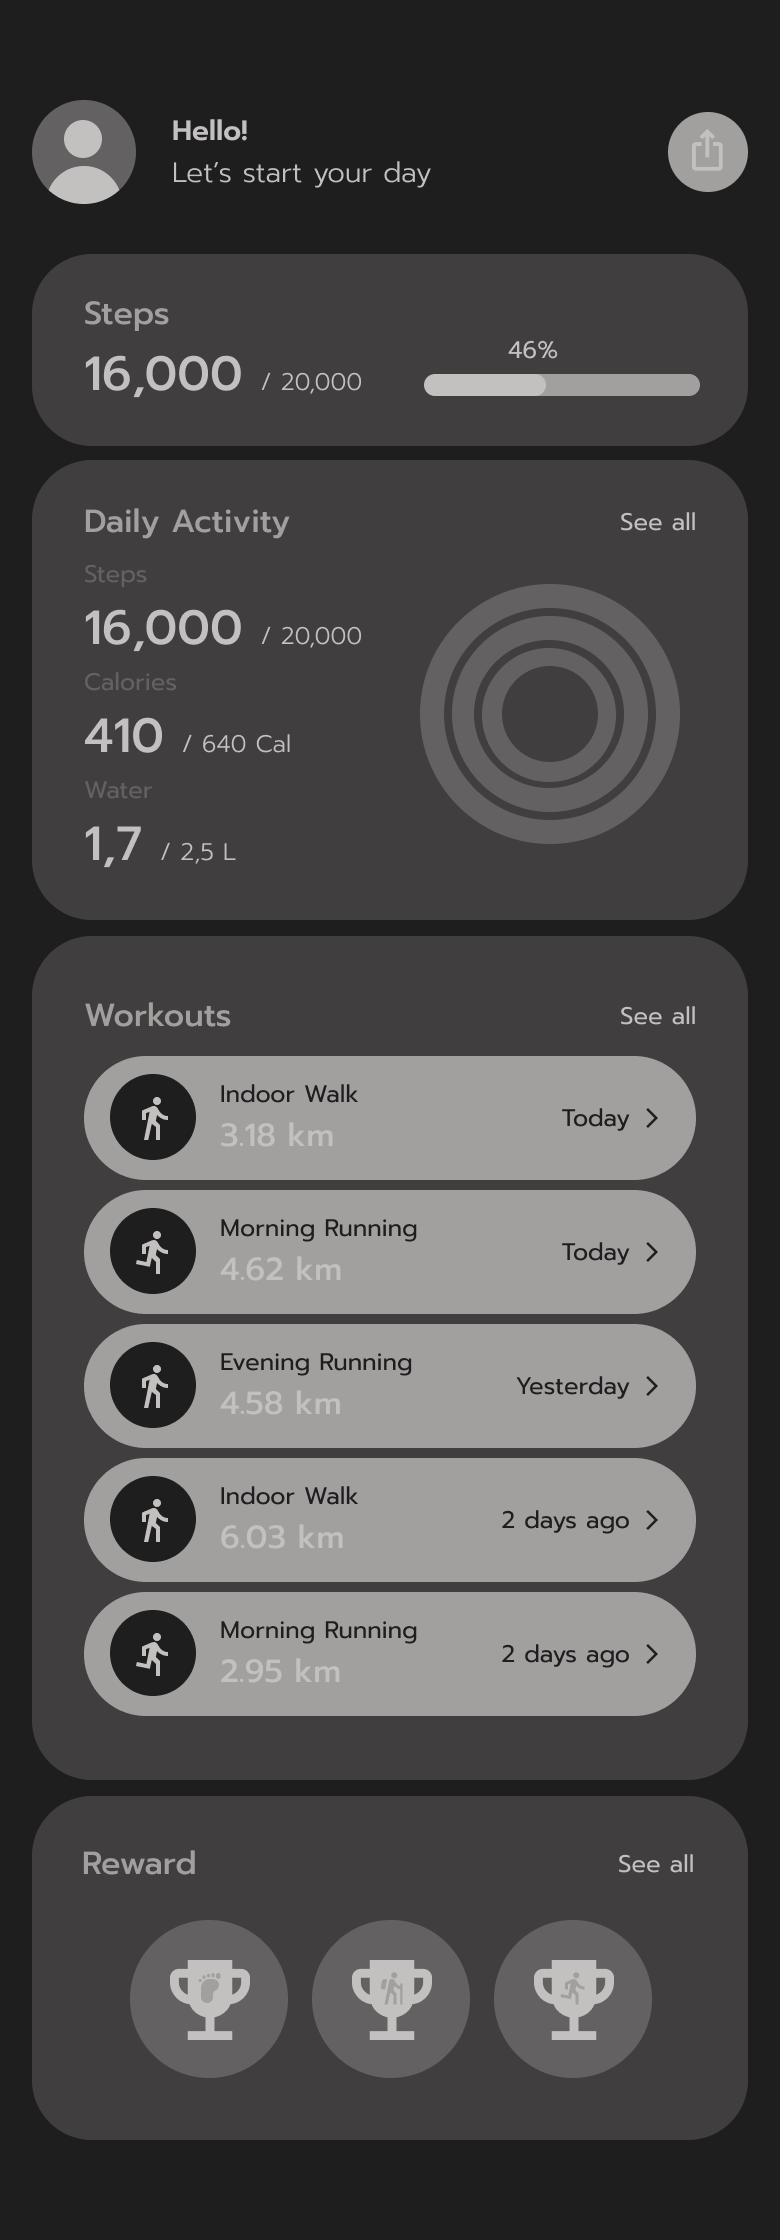 Hello!
Let’s start your day
Steps
16,000 / 20,000
46%
Daily Activity
See all
Steps
16,000 / 20,000
Calories
410 / 640 Cal
Water
1,7 / 2,5 L
Workouts
See all
Indoor Walk
3.18 km
Today
Morning Running
4.62 km
Today
Evening Running
4.58 km
Yesterday
Indoor Walk
6.03 km
2 days ago
Morning Running
2.95 km
2 days ago
Reward
See all